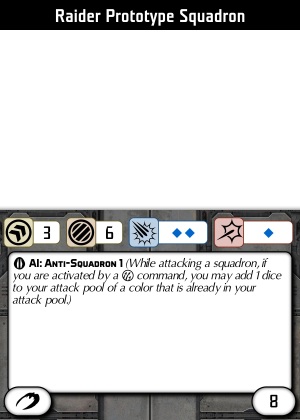 Raider Prototype Squadron
3 6
AI: ANTI-SQUADRON 1 (While attacking a squadron, if
you are activated by a command, you may add 1 dice
to your attack pool of a color that is already in your
attack pool.)
8